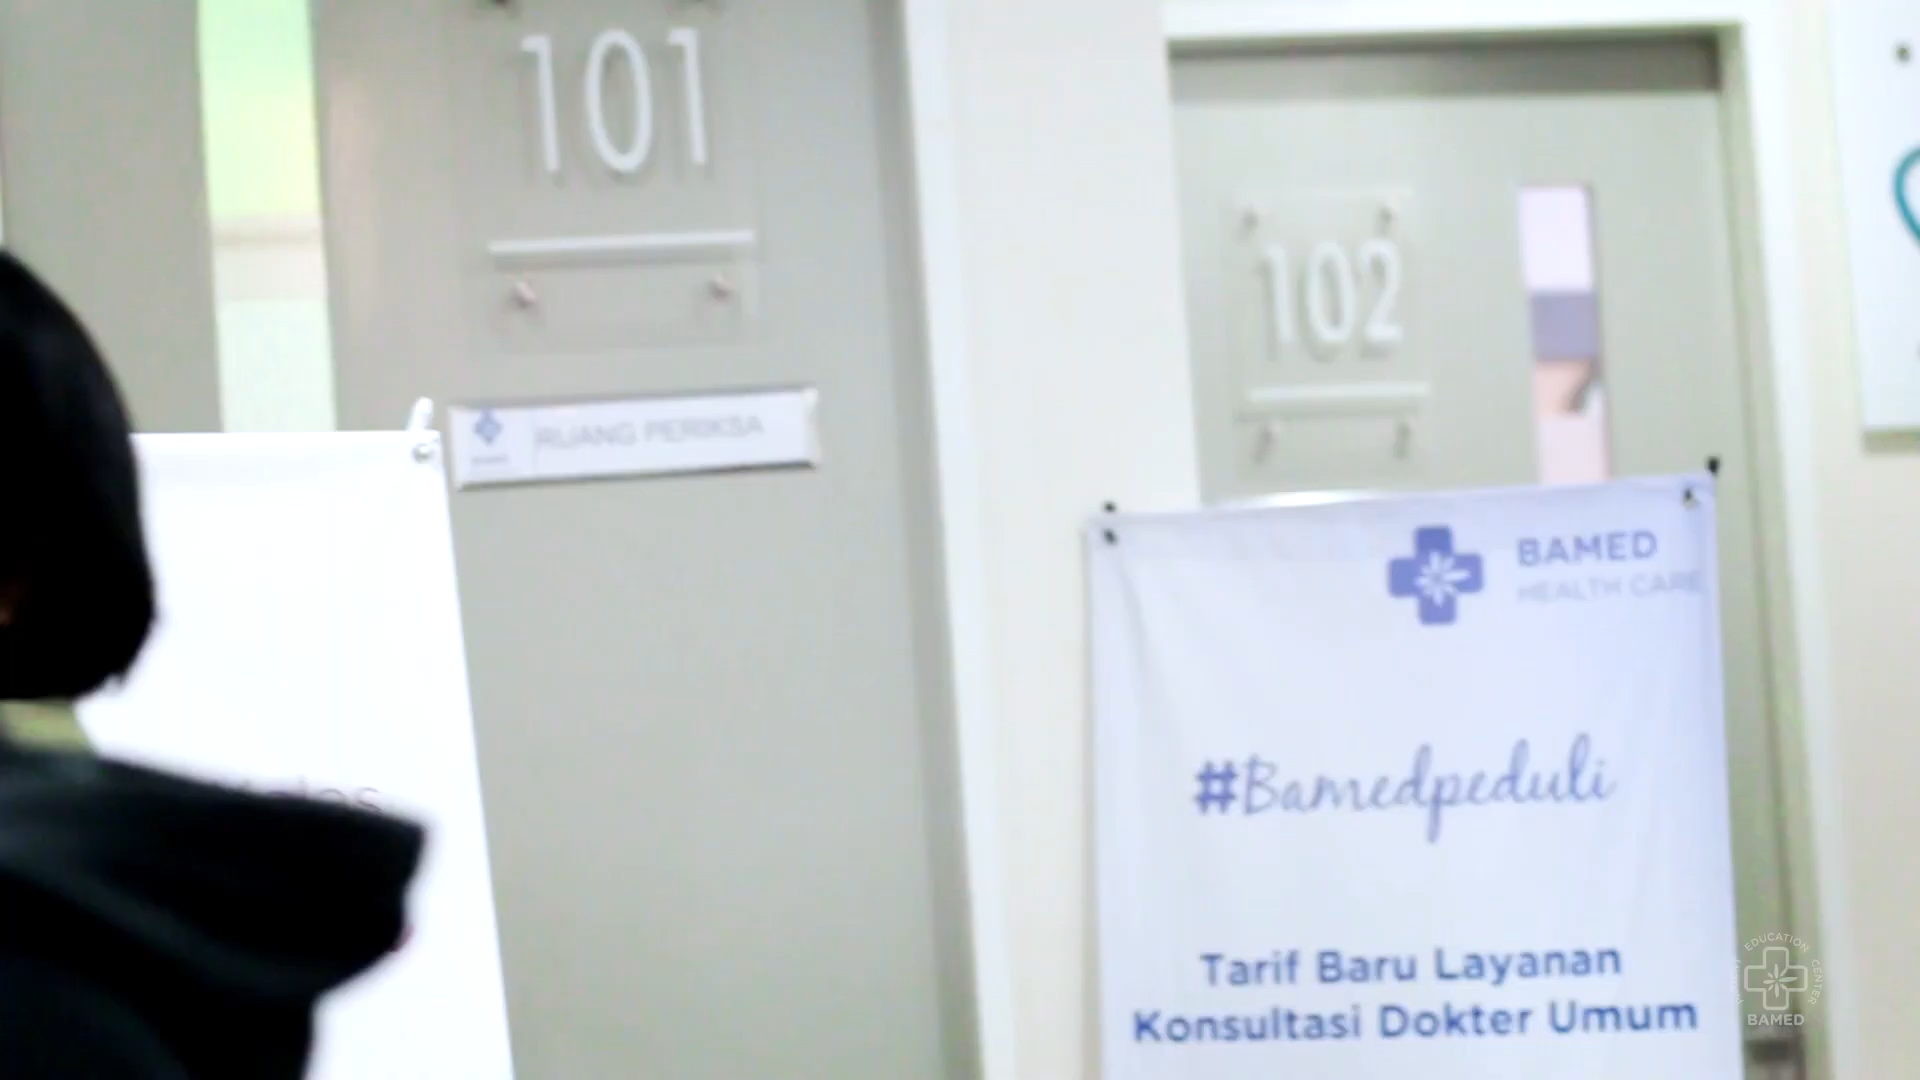 101
RUANG PERIKSA
102
BAMED
HEALTH CARE
#Bamedpeduli
Tarif Baru Layanan
Konsultasi Dokter Umum
EDUCATION
CENTER
BAMED